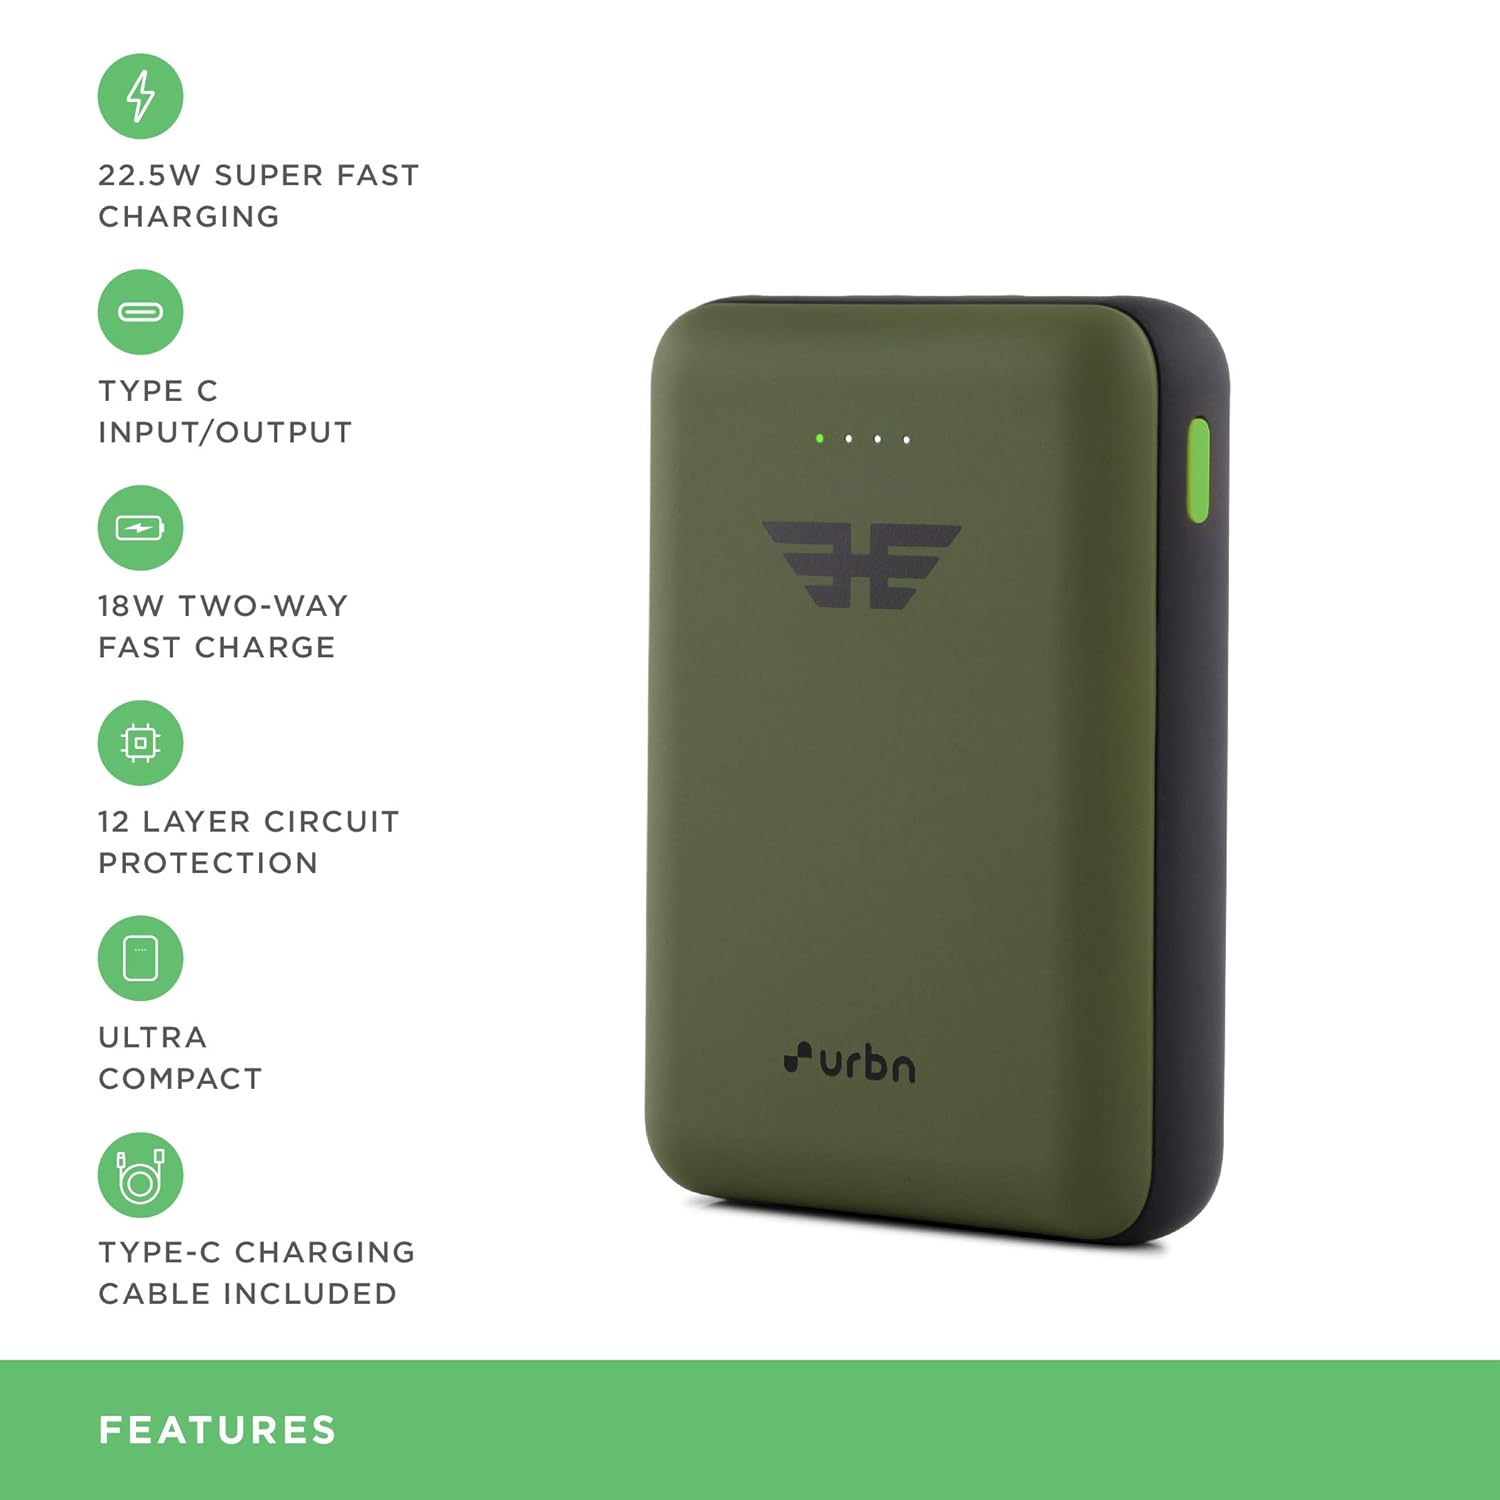 22.5W SUPER FAST
CHARGING
TYPE C
INPUT/OUTPUT
18W TWO-WAY
FAST CHARGE
12 LAYER CIRCUIT
PROTECTION
ULTRA
COMPACT
TYPE-C CHARGING
CABLE INCLUDED
urbn
FEATURES